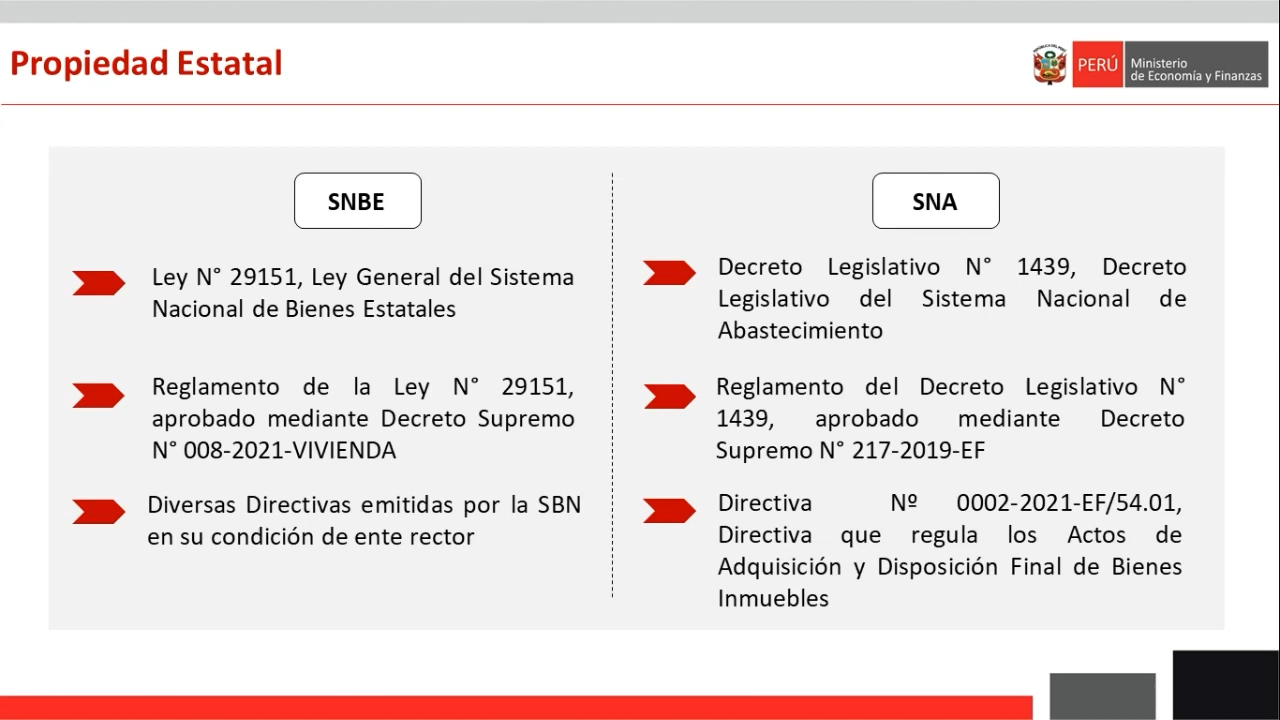 Propiedad Estatal
PERÚ
Ministerio
de Economía y Finanzas
SNBE
Ley N° 29151, Ley General del Sistema
Nacional de Bienes Estatales
Reglamento de la Ley N° 29151,
aprobado mediante Decreto Supremo
N° 008-2021-VIVIENDA
Diversas Directivas emitidas por la SBN
en su condición de ente rector
SNA
Decreto Legislativo N° 1439, Decreto
Legislativo del Sistema Nacional de
Abastecimiento
Reglamento del Decreto Legislativo N°
1439, aprobado mediante Decreto
Supremo N° 217-2019-EF
Directiva Nº 0002-2021-EF/54.01,
Directiva que regula los Actos de
Adquisición y Disposición Final de Bienes
Inmuebles